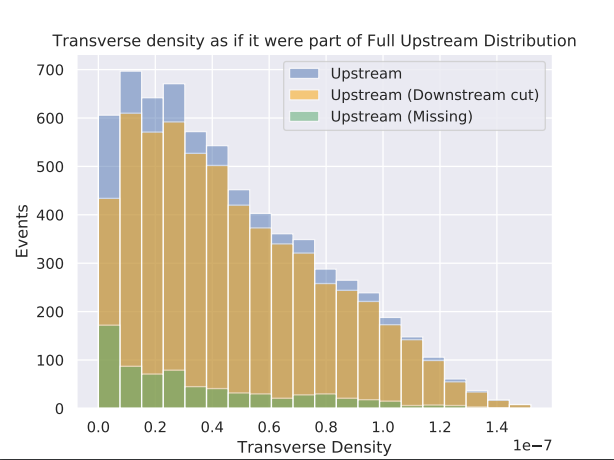 Transverse density as if it were part of Full Upstream Distribution
Upstream
Upstream (Downstream cut)
Upstream (Missing)
Events
700
600
500
400
300
200
100
0
0.0 0.2 0.4 0.6 0.8 1.0 1.2 1.4
1e−7
Transverse Density